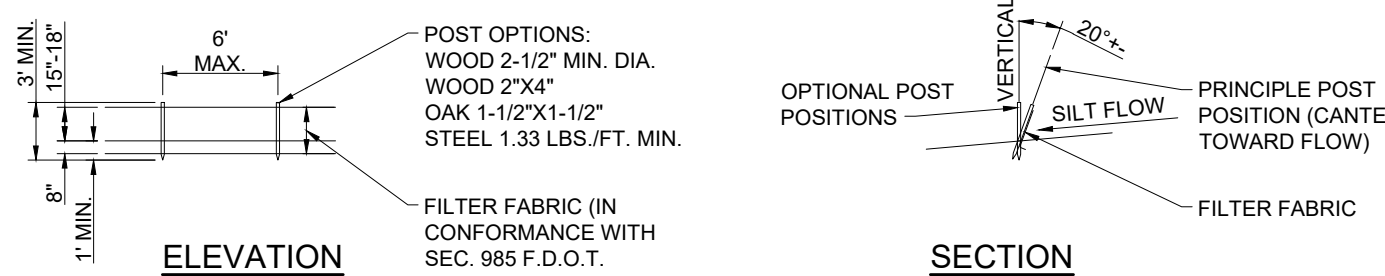 3' MIN.
15"-18"
8"
1' MIN.
6'
MAX.
POST OPTIONS:
WOOD 2-1/2" MIN. DIA.
WOOD 2"X4"
OAK 1-1/2"X1-1/2"
STEEL 1.33 LBS./FT. MIN.
FILTER FABRIC (IN
CONFORMANCE WITH
SEC. 985 F.D.O.T.
ELEVATION
VERTICAL
20°+-
OPTIONAL POST
POSITIONS
SILT FLOW
PRINCIPLE POST
POSITION (CANTE
TOWARD FLOW)
FILTER FABRIC
SECTION